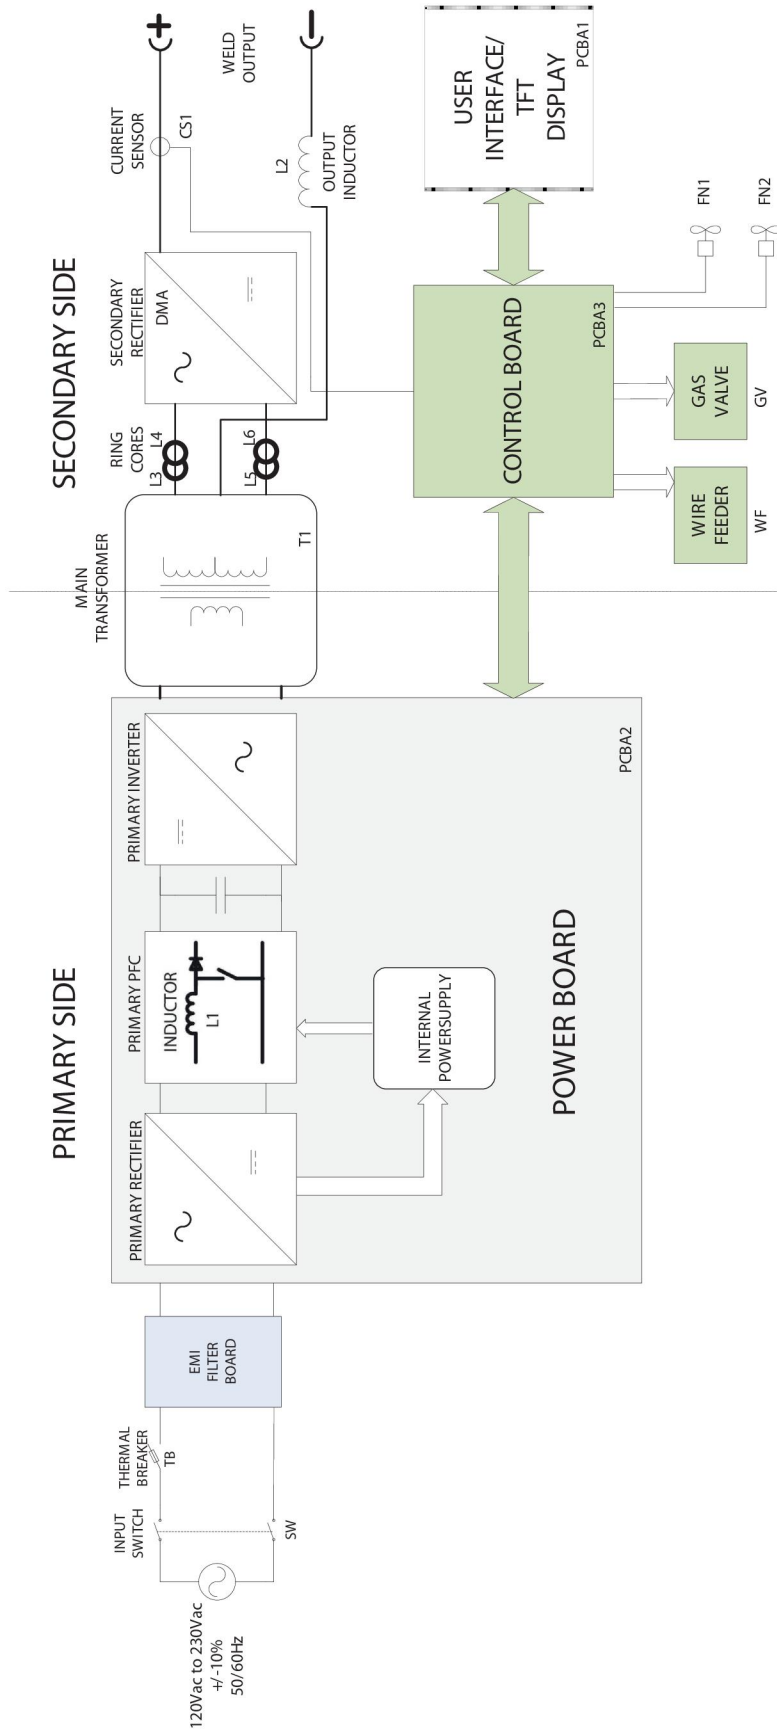 PRIMARY SIDE
SECONDARY SIDE
120Vac to 230Vac
+/-10%
50/60Hz
INPUT
SWITCH
SW
THERMAL
BREAKER
TB
EMI
FILTER
BOARD
PRIMARY RECTIFIER
PRIMARY PFC
INDUCTOR
L1
PRIMARY INVERTER
INTERNAL
POWERSUPPLY
POWER BOARD
PCBA2
MAIN
TRANSFORMER
T1
RING
CORES
L3
L4
L5
L6
SECONDARY
RECTIFIER
DMA
CURRENT
SENSOR
CS1
+
WELD
OUTPUT
-
L2
OUTPUT
INDUCTOR
CONTROL BOARD
PCBA3
USER
INTERFACE/
TFT
DISPLAY
PCBA1
WIRE
FEEDER
WF
GAS
VALVE
GV
FN1
FN2